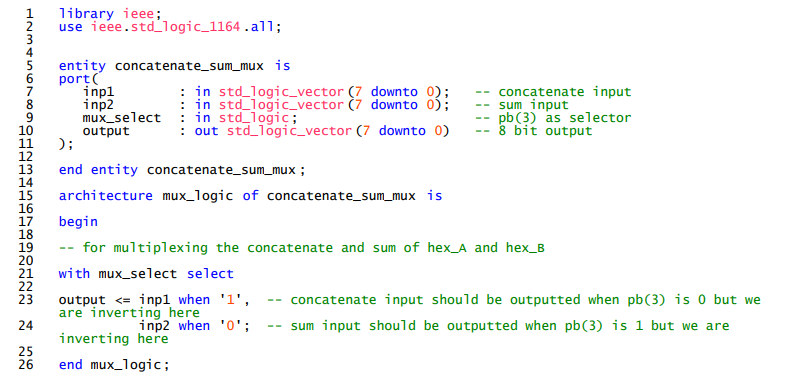 1 library ieee;
2 use ieee.std_logic_1164.all;
3
4
5 entity concatenate_sum_mux is
6 port(
7 inp1 : in std_logic_vector(7 downto 0); -- concatenate input
8 inp2 : in std_logic_vector(7 downto 0); -- sum input
9 mux_select : in std_logic; -- pb(3) as selector
10 output : out std_logic_vector(7 downto 0) -- 8 bit output
11 );
12
13 end entity concatenate_sum_mux;
14
15 architecture mux_logic of concatenate_sum_mux is
16
17 begin
18
19 -- for multiplexing the concatenate and sum of hex_A and hex_B
20
21 with mux_select select
22
23 output <= inp1 when '1', -- concatenate input should be outputted when pb(3) is 0 but we
are inverting here
24 inp2 when '0'; -- sum input should be outputted when pb(3) is 1 but we are
inverting here
25
26 end mux_logic;